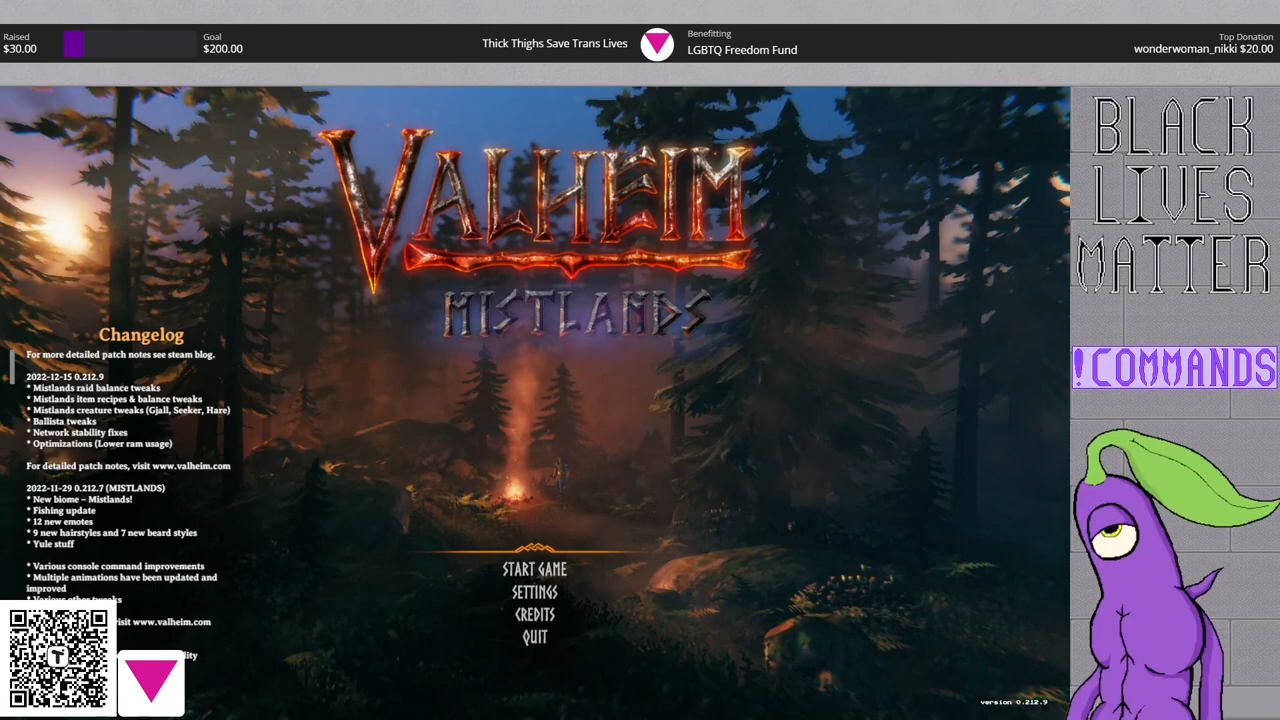 Raised
$30.00
Goal
$200.00
Thick Thighs Save Trans Lives
Benefitting
LGBTQ Freedom Fund
Top Donation
wonderwoman_nikki $20.00
VALHEIM
MISTLANDS
BLACK
LIVES
MATTER
!COMMANDS
Changelog
For more detailed patch notes see steam blog.
2022-12-15 0.212.9
* Mistlands raid balance tweaks
* Mistlands item recipes & balance tweaks
* Mistlands creature tweaks (Gjall, Seeker, Hare)
* Ballista tweaks
* Network stability fixes
* Optimizations (Lower ram usage)
For detailed patch notes, visit www.valheim.com
2022-11-29 0.212.7 (MISTLANDS)
* New biome – Mistlands!
* Fishing update
* 12 new emotes
* 9 new hairstyles and 7 new beard styles
* Yule stuff
* Various console command improvements
* Multiple animations have been updated and
improved
* Various other tweaks
visit www.valheim.com
START GAME
SETTINGS
CREDITS
QUIT
version 0.212.9